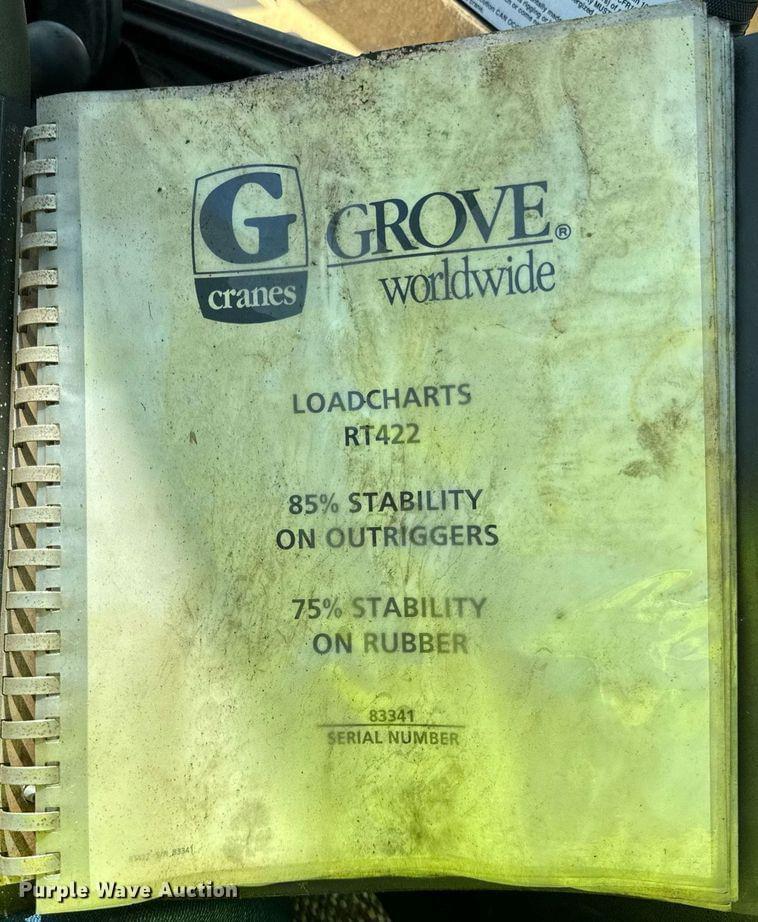 G
cranes
GROVE®
worldwide
LOADCHARTS
RT422
85% STABILITY
ON OUTRIGGERS
75% STABILITY
ON RUBBER
83341
SERIAL NUMBER
S/N 83341
Purple Wave Auction